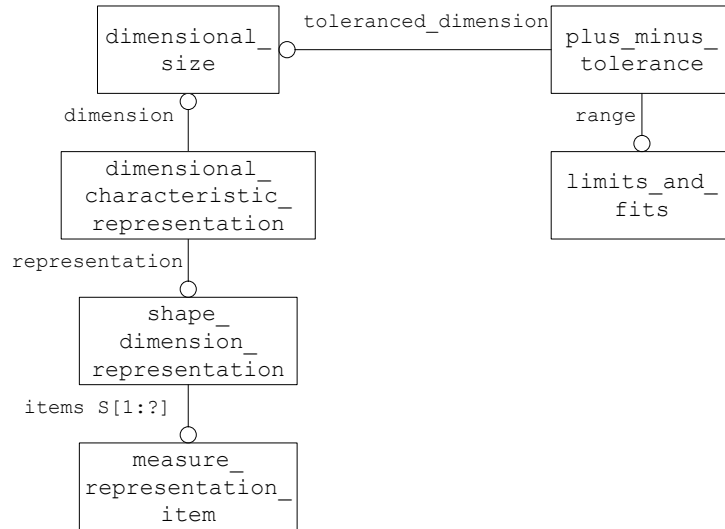 toleranced_dimension
dimensional_
size
plus_minus_
tolerance
dimension
range
dimensional_
characteristic_
representation
limits_and_
fits
representation
shape_
dimension_
representation
items S[1:?]
measure_
representation_
item